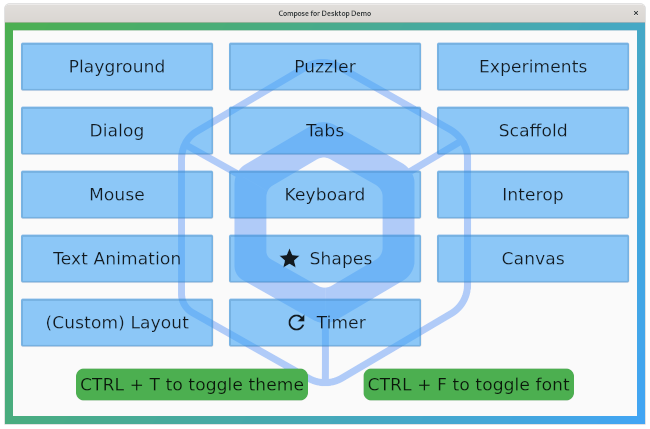 Compose for Desktop Demo
Playground
Puzzler
Experiments
Dialog
Tabs
Scaffold
Mouse
Keyboard
Interop
Text Animation
Shapes
Canvas
(Custom) Layout
Timer
CTRL + T to toggle theme
CTRL + F to toggle font